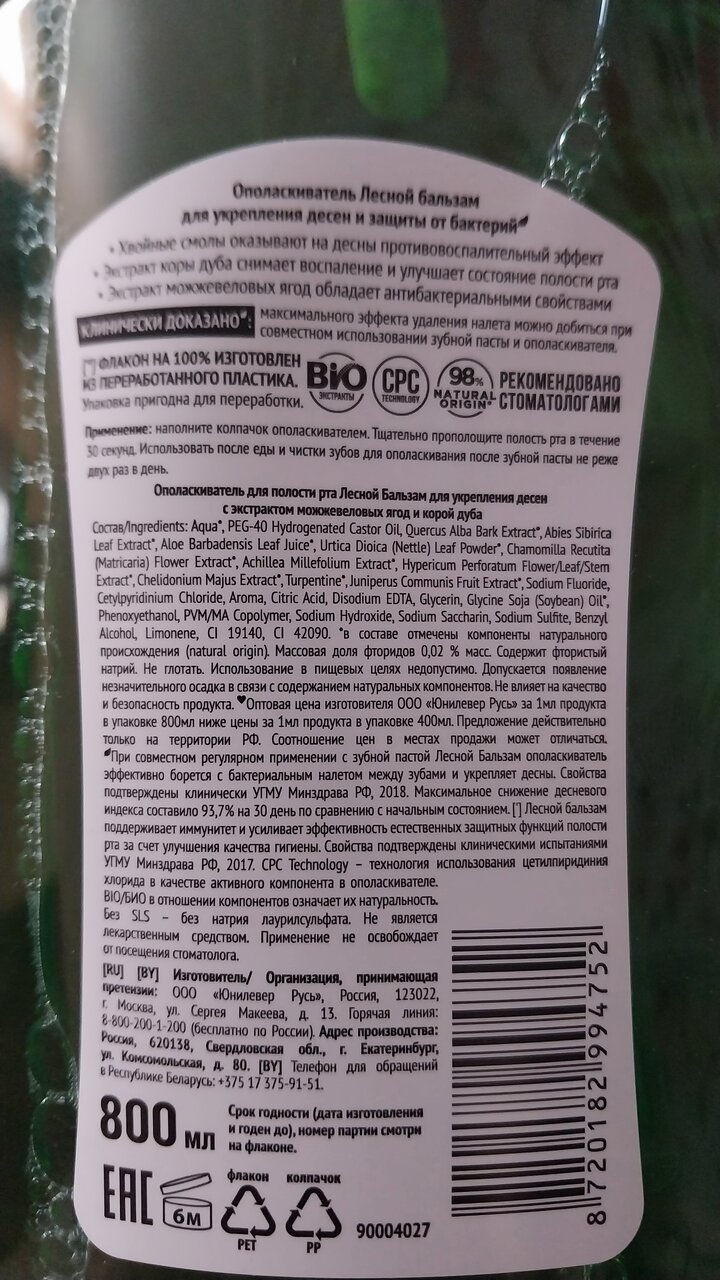 Ополаскиватель Лесной бальзам
для укрепления десен и защиты от бактерий
• Хвойные смолы оказывают на десны противовоспалительный эффект
• Экстракт коры дуба снимает воспаление и улучшает состояние полости рта
• Экстракт можжевеловых ягод обладает антибактериальными свойствами
КЛИНИЧЕСКИ ДОКАЗАНО: максимального эффекта удаления налета можно добиться при
совместном использовании зубной пасты и ополаскивателя.
[*] ФЛАКОН НА 100% ИЗГОТОВЛЕН
ИЗ ПЕРЕРАБОТАННОГО ПЛАСТИКА.
Упаковка пригодна для переработки.
BIO
ЭКСТРАКТЫ
CPC
TECHNOLOGY
98%
NATURAL
ORIGIN*
РЕКОМЕНДОВАНО
СТОМАТОЛОГАМИ
Применение: наполните колпачок ополаскивателем. Тщательно прополощите полость рта в течение
30 секунд. Использовать после еды и чистки зубов для ополаскивания после зубной пасты не реже
двух раз в день.
Ополаскиватель для полости рта Лесной Бальзам для укрепления десен
с экстрактом можжевеловых ягод и корой дуба
Состав/Ingredients: Aqua*, PEG-40 Hydrogenated Castor Oil, Quercus Alba Bark Extract*, Abies Sibirica
Leaf Extract*, Aloe Barbadensis Leaf Juice*, Urtica Dioica (Nettle) Leaf Powder*, Chamomilla Recutita
(Matricaria) Flower Extract*, Achillea Millefolium Extract*, Hypericum Perforatum Flower/Leaf/Stem
Extract*, Chelidonium Majus Extract*, Turpentine*, Juniperus Communis Fruit Extract*, Sodium Fluoride,
Cetylpyridinium Chloride, Aroma, Citric Acid, Disodium EDTA, Glycerin, Glycine Soja (Soybean) Oil*,
Phenoxyethanol, PVM/MA Copolymer, Sodium Hydroxide, Sodium Saccharin, Sodium Sulfite, Benzyl
Alcohol, Limonene, CI 19140, CI 42090. *в составе отмечены компоненты натурального
происхождения (natural origin). Массовая доля фторидов 0,02 % масс. Содержит фтористый
натрий. Не глотать. Использование в пищевых целях недопустимо. Допускается появление
незначительного осадка в связи с содержанием натуральных компонентов. Не влияет на качество
и безопасность продукта. ♥Оптовая цена изготовителя ООО «Юнилевер Русь» за 1мл продукта
в упаковке 800мл ниже цены за 1мл продукта в упаковке 400мл. Предложение действительно
только на территории РФ. Соотношение цен в местах продажи может отличаться.
При совместном регулярном применении с зубной пастой Лесной Бальзам ополаскиватель
эффективно борется с бактериальным налетом между зубами и укрепляет десны. Свойства
подтверждены клинически УГМУ Минздрава РФ, 2018. Максимальное снижение десневого
индекса составило 93,7% на 30 день по сравнению с начальным состоянием. [*] Лесной бальзам
поддерживает иммунитет и усиливает эффективность естественных защитных функций полости
рта за счет улучшения качества гигиены. Свойства подтверждены клиническими испытаниями
УГМУ Минздрава РФ, 2017. CPC Technology – технология использования цетилпиридиния
хлорида в качестве активного компонента в ополаскивателе.
BIO/БИО в отношении компонентов означает их натуральность.
Без SLS – без натрия лаурилсульфата. Не является
лекарственным средством. Применение не освобождает
от посещения стоматолога.
[RU] [BY] Изготовитель/ Организация, принимающая
претензии: ООО «Юнилевер Русь», Россия, 123022,
г. Москва, ул. Сергея Макеева, д. 13. Горячая линия:
8-800-200-1-200 (бесплатно по России). Адрес производства:
Россия, 620138, Свердловская обл., г. Екатеринбург,
ул. Комсомольская, д. 80. [BY] Телефон для обращений
в Республике Беларусь: +375 17 375-91-51.
8 720182 994752
800 мл
Срок годности (дата изготовления
и годен до), номер партии смотри
на флаконе.
EAC
6м
флакон
PET
колпачок
PP
90004027